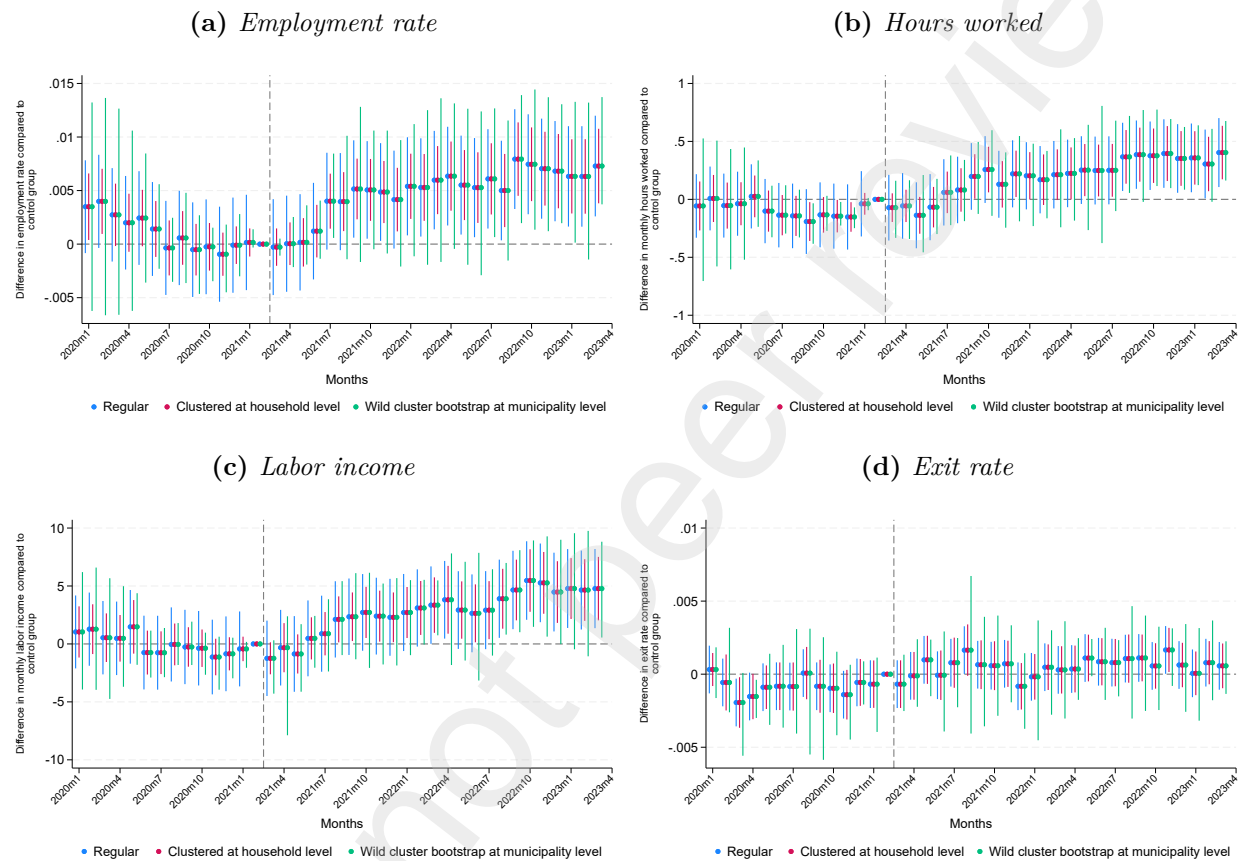 (a) Employment rate
Difference in employment rate compared to
control group
.015
.01
.005
0
-.005
2020m1 2020m4 2020m7 2020m10 2021m1 2021m4 2021m7 2021m10 2022m1 2022m4 2022m7 2022m10 2023m1 2023m4
Months
Regular Clustered at household level Wild cluster bootstrap at municipality level
(b) Hours worked
Difference in monthly hours worked compared to
control group
1
.5
0
-.5
-1
2020m1 2020m4 2020m7 2020m10 2021m1 2021m4 2021m7 2021m10 2022m1 2022m4 2022m7 2022m10 2023m1 2023m4
Months
Regular Clustered at household level Wild cluster bootstrap at municipality level
(c) Labor income
Difference in monthly labor income compared to
control group
10
5
0
-5
-10
2020m1 2020m4 2020m7 2020m10 2021m1 2021m4 2021m7 2021m10 2022m1 2022m4 2022m7 2022m10 2023m1 2023m4
Months
Regular Clustered at household level Wild cluster bootstrap at municipality level
(d) Exit rate
Difference in exit rate compared to
control group
.01
.005
0
-.005
2020m1 2020m4 2020m7 2020m10 2021m1 2021m4 2021m7 2021m10 2022m1 2022m4 2022m7 2022m10 2023m1 2023m4
Months
Regular Clustered at household level Wild cluster bootstrap at municipality level
not peer revie